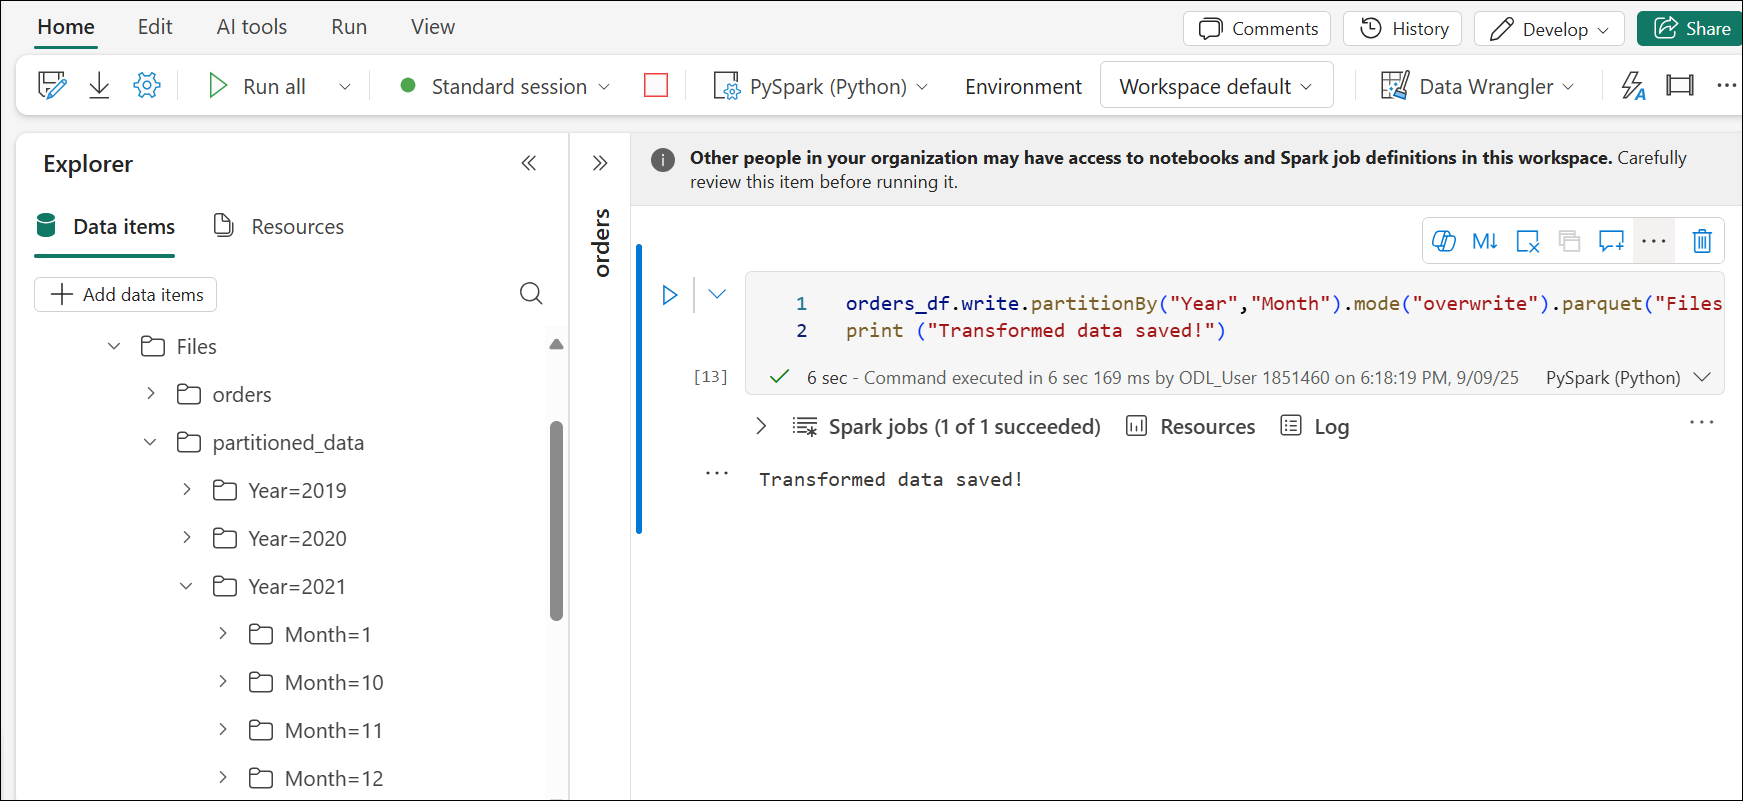 Home Edit AI tools Run View Comments History Develop Share
Run all Standard session PySpark (Python) Environment Workspace default Data Wrangler
Explorer
Data items Resources
Add data items
Files
orders
partitioned_data
Year=2019
Year=2020
Year=2021
Month=1
Month=10
Month=11
Month=12
orders
Other people in your organization may have access to notebooks and Spark job definitions in this workspace. Carefully
review this item before running it.
M↓
1 orders_df.write.partitionBy("Year","Month").mode("overwrite").parquet("Files
2 print ("Transformed data saved!")
[13] 6 sec - Command executed in 6 sec 169 ms by ODL_User 1851460 on 6:18:19 PM, 9/09/25 PySpark (Python)
Spark jobs (1 of 1 succeeded) Resources Log
Transformed data saved!